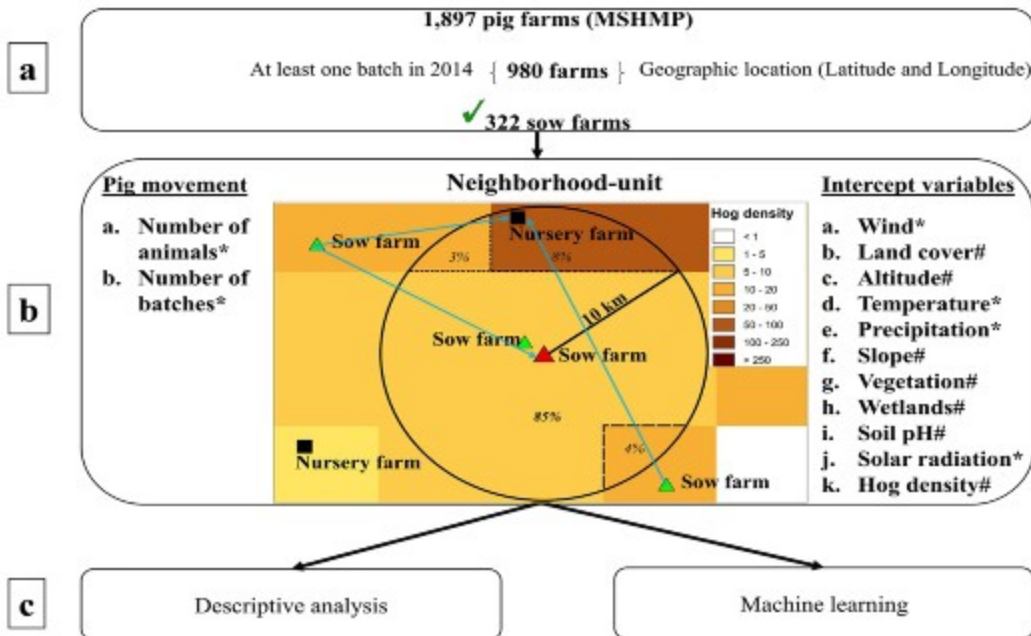 a
1,897 pig farms (MSHMP)
At least one batch in 2014 { 980 farms } Geographic location (Latitude and Longitude)
322 sow farms
b
Pig movement
a. Number of
animals*
b. Number of
batches*
Neighborhood-unit
Hog density
< 1
1 - 5
5 - 10
10 - 20
20 - 50
50 - 100
100 - 250
> 250
Sow farm
Nursery farm
3%
8%
10 km
Sow farm
Sow farm
85%
4%
Nursery farm
Sow farm
Intercept variables
a. Wind*
b. Land cover#
c. Altitude#
d. Temperature*
e. Precipitation*
f. Slope#
g. Vegetation#
h. Wetlands#
i. Soil pH#
j. Solar radiation*
k. Hog density#
c
Descriptive analysis
Machine learning